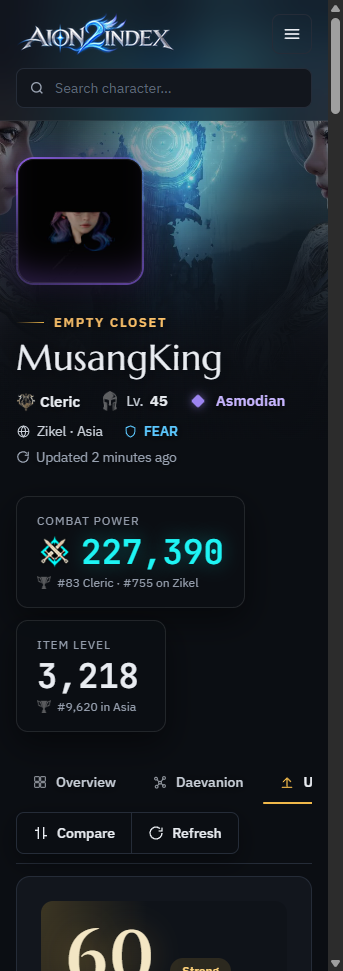 AION2INDEX
Search character...
EMPTY CLOSET
MusangKing
Cleric Lv. 45 Asmodian
Zikel · Asia FEAR
Updated 2 minutes ago
COMBAT POWER
227,390
#83 Cleric · #755 on Zikel
ITEM LEVEL
3,218
#9,620 in Asia
Overview Daevanion U
Compare Refresh
60
Strong